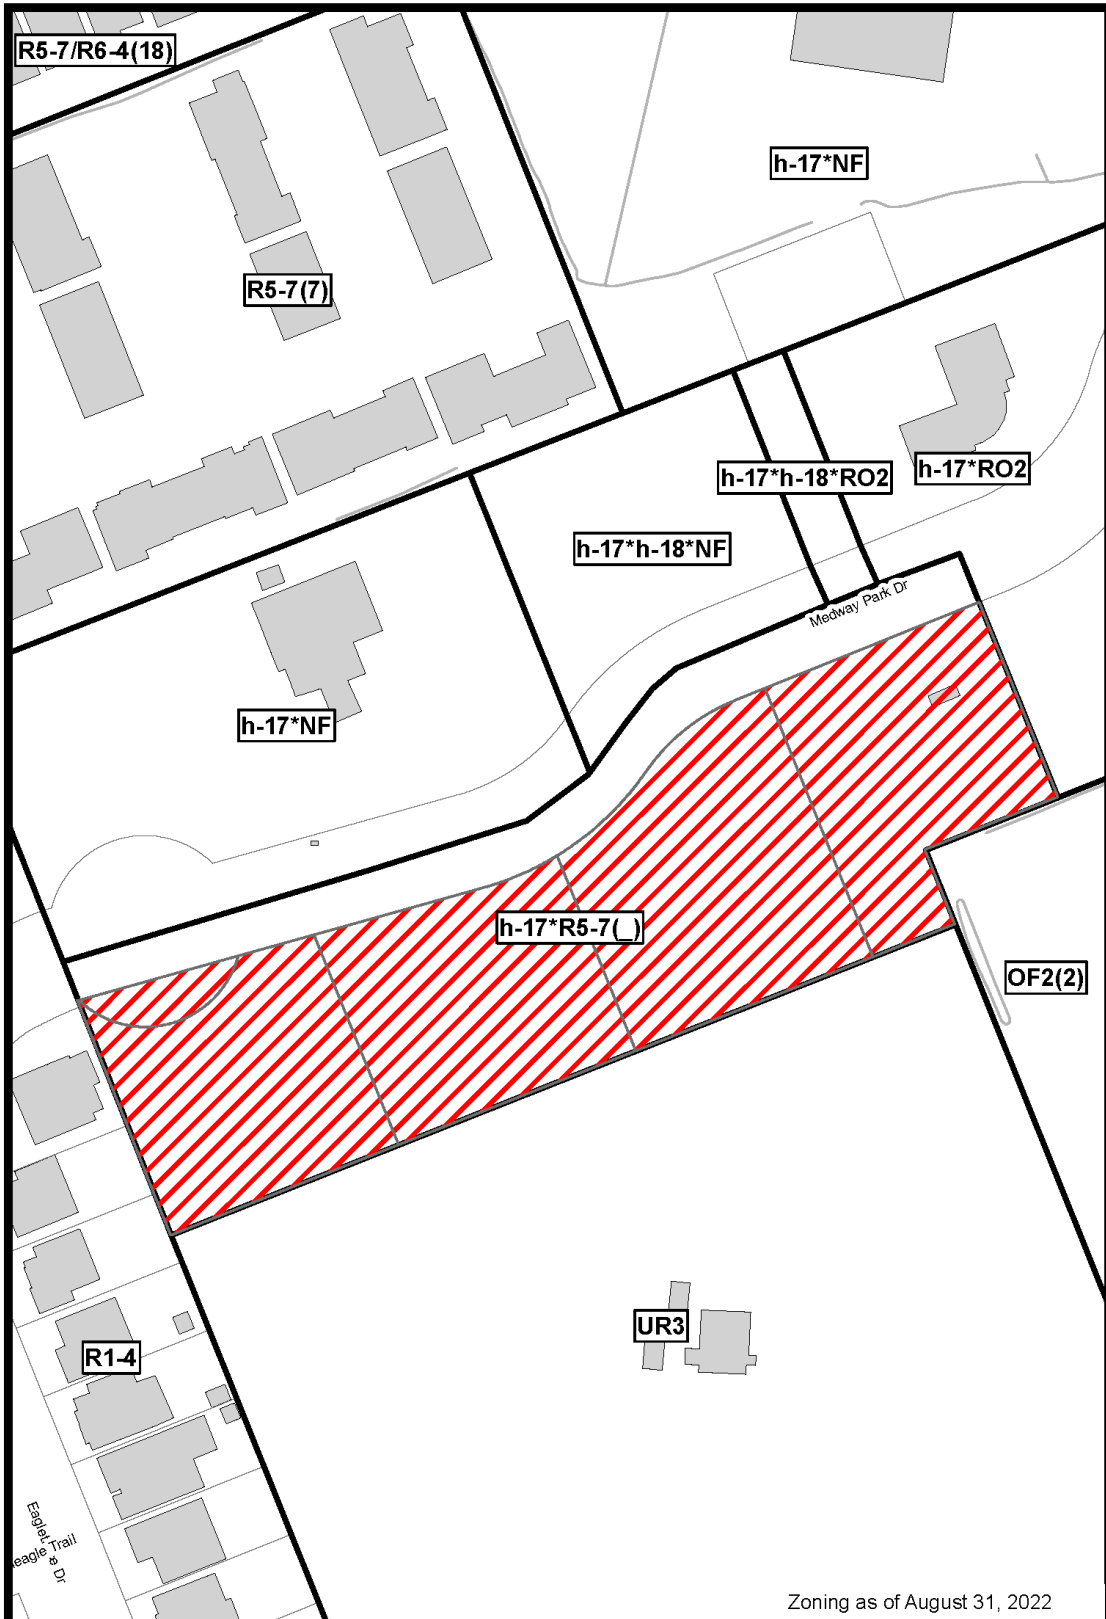 R5-7/R6-4(18)
h-17*NF
R5-7(7)
h-17*RO2
h-17*h-18*RO2
h-17*h-18*NF
Medway Park Dr
h-17*NF
h-17*R5-7(_)
OF2(2)
UR3
R1-4
Trail
Dr
Zoning as of August 31, 2022